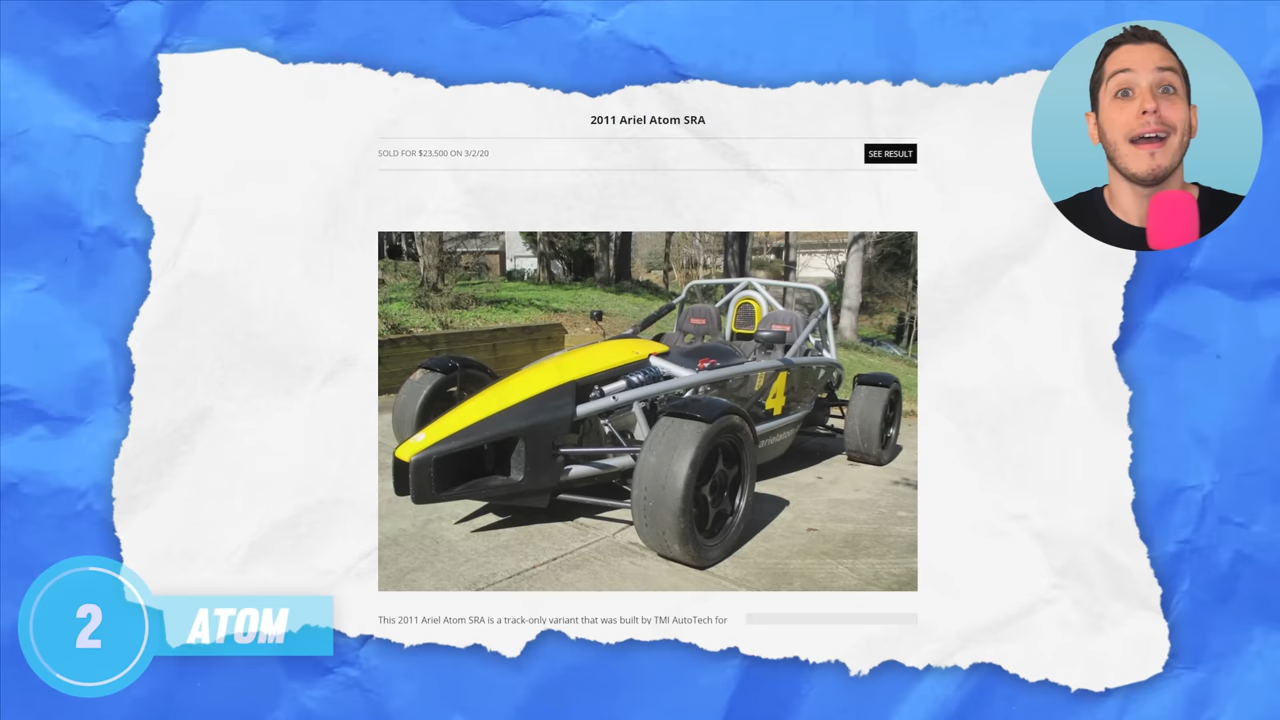 2011 Ariel Atom SRA
SOLD FOR $23,500 ON 3/2/20
SEE RESULT
4
arielatom
This 2011 Ariel Atom SRA is a track-only variant that was built by TMI AutoTech for
2
ATOM